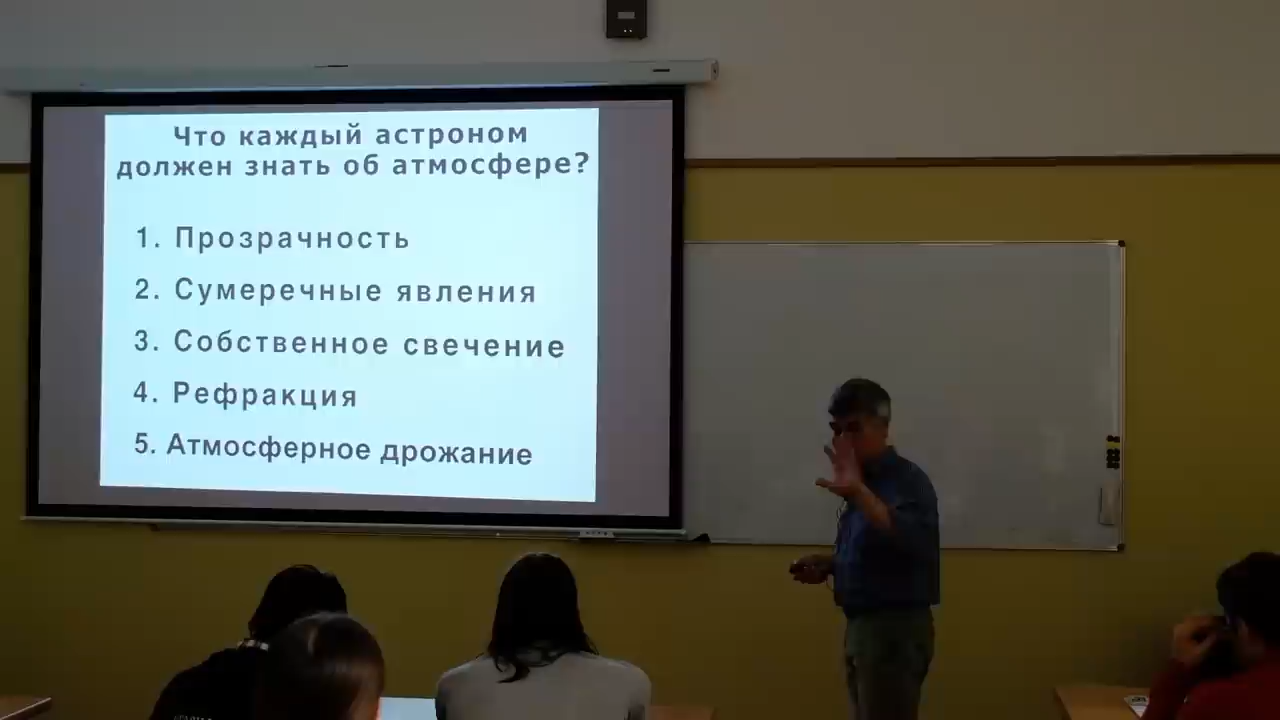 Что каждый астроном
должен знать об атмосфере?
1. Прозрачность
2. Сумеречные явления
3. Собственное свечение
4. Рефракция
5. Атмосферное дрожание